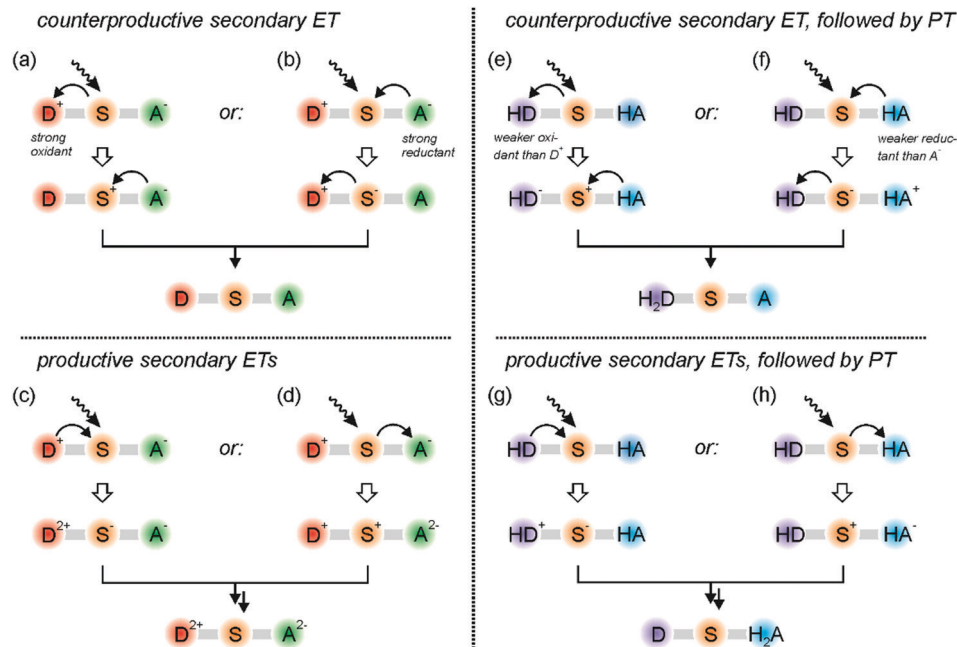 counterproductive secondary ET
counterproductive secondary ET, followed by PT
(a)
(b)
(e)
(f)
D⁺ S A⁻ or: D⁺ S A⁻
HD S HA or: HD S HA
strong
oxidant
strong
reductant
weaker oxi-
dant than D⁺
weaker reduc-
tant than A⁻
D S⁺ A⁻ D⁺ S⁻ A
HD⁻ S⁺ HA HD S⁻ HA⁺
D S A
H₂D S A
productive secondary ETs
productive secondary ETs, followed by PT
(c)
(d)
(g)
(h)
D⁺ S A⁻ or: D⁺ S A⁻
HD S HA or: HD S HA
D²⁺ S⁻ A⁻ D⁺ S⁺ A²⁻
HD⁺ S⁻ HA HD S⁺ HA⁻
D²⁺ S A²⁻
D S H₂A